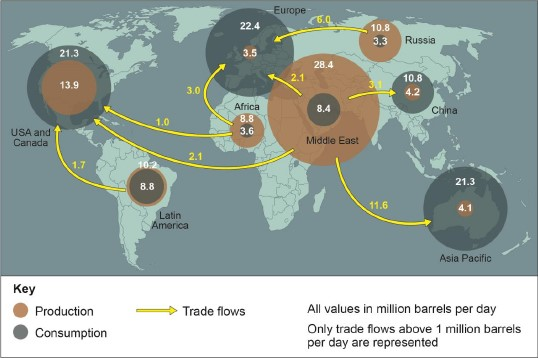 Europe
22.4
3.5
6.0
10.8
3.3
Russia
21.3
13.9
USA and
Canada
28.4
8.4
Middle East
2.1
3.1
10.8
4.2
China
3.0
Africa
8.8
3.6
1.0
2.1
1.7
10.2
8.8
Latin
America
11.6
21.3
4.1
Asia Pacific
Key
Production
Trade flows
All values in million barrels per day
Consumption
Only trade flows above 1 million barrels
per day are represented